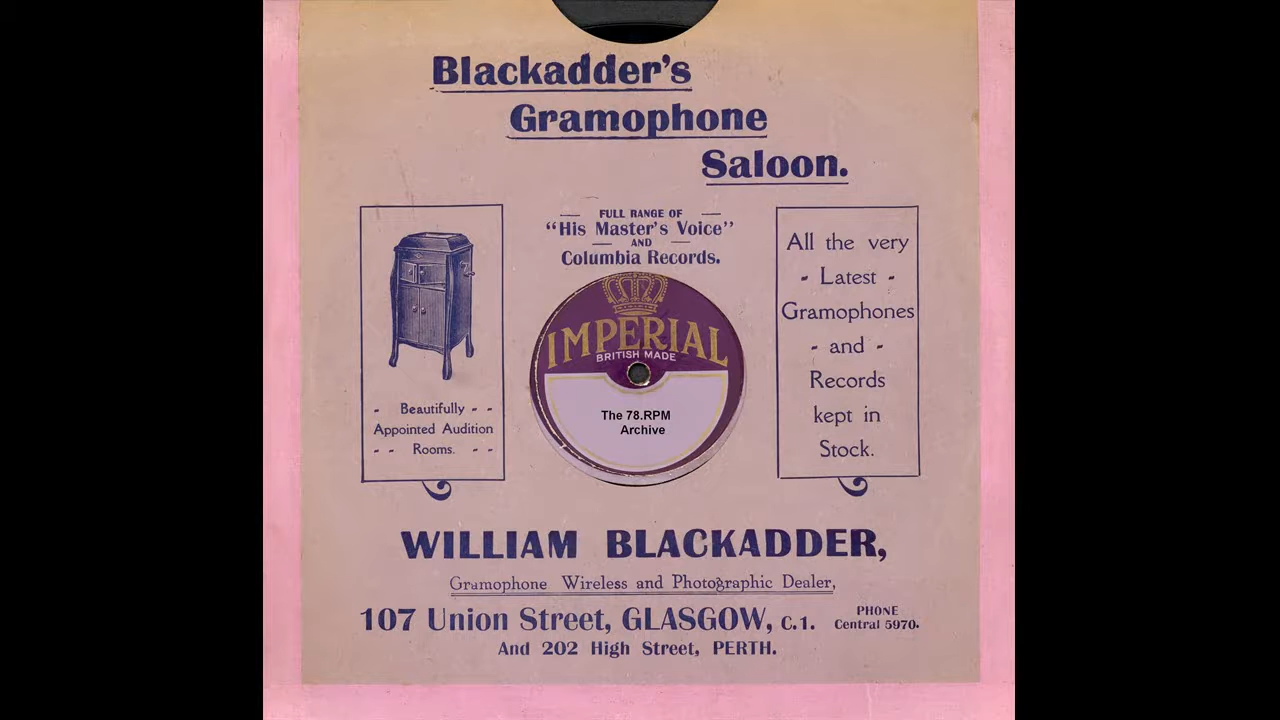 Blackadder's
Gramophone
Saloon.
FULL RANGE OF
"His Master's Voice"
AND
Columbia Records.
- Beautifully - -
Appointed Audition
- - Rooms. - -
IMPERIAL
BRITISH MADE
The 78.RPM
Archive
All the very
- Latest -
Gramophones
- and -
Records
kept in
Stock.
WILLIAM BLACKADDER,
Gramophone Wireless and Photographic Dealer,
107 Union Street, GLASGOW, C.1.
PHONE
Central 5970.
And 202 High Street, PERTH.